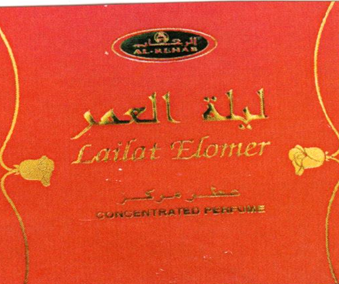 الرحاب
AL-REHAB
ليلة العمر
Lailat Elomer
عطر مركز
CONCENTRATED PERFUME